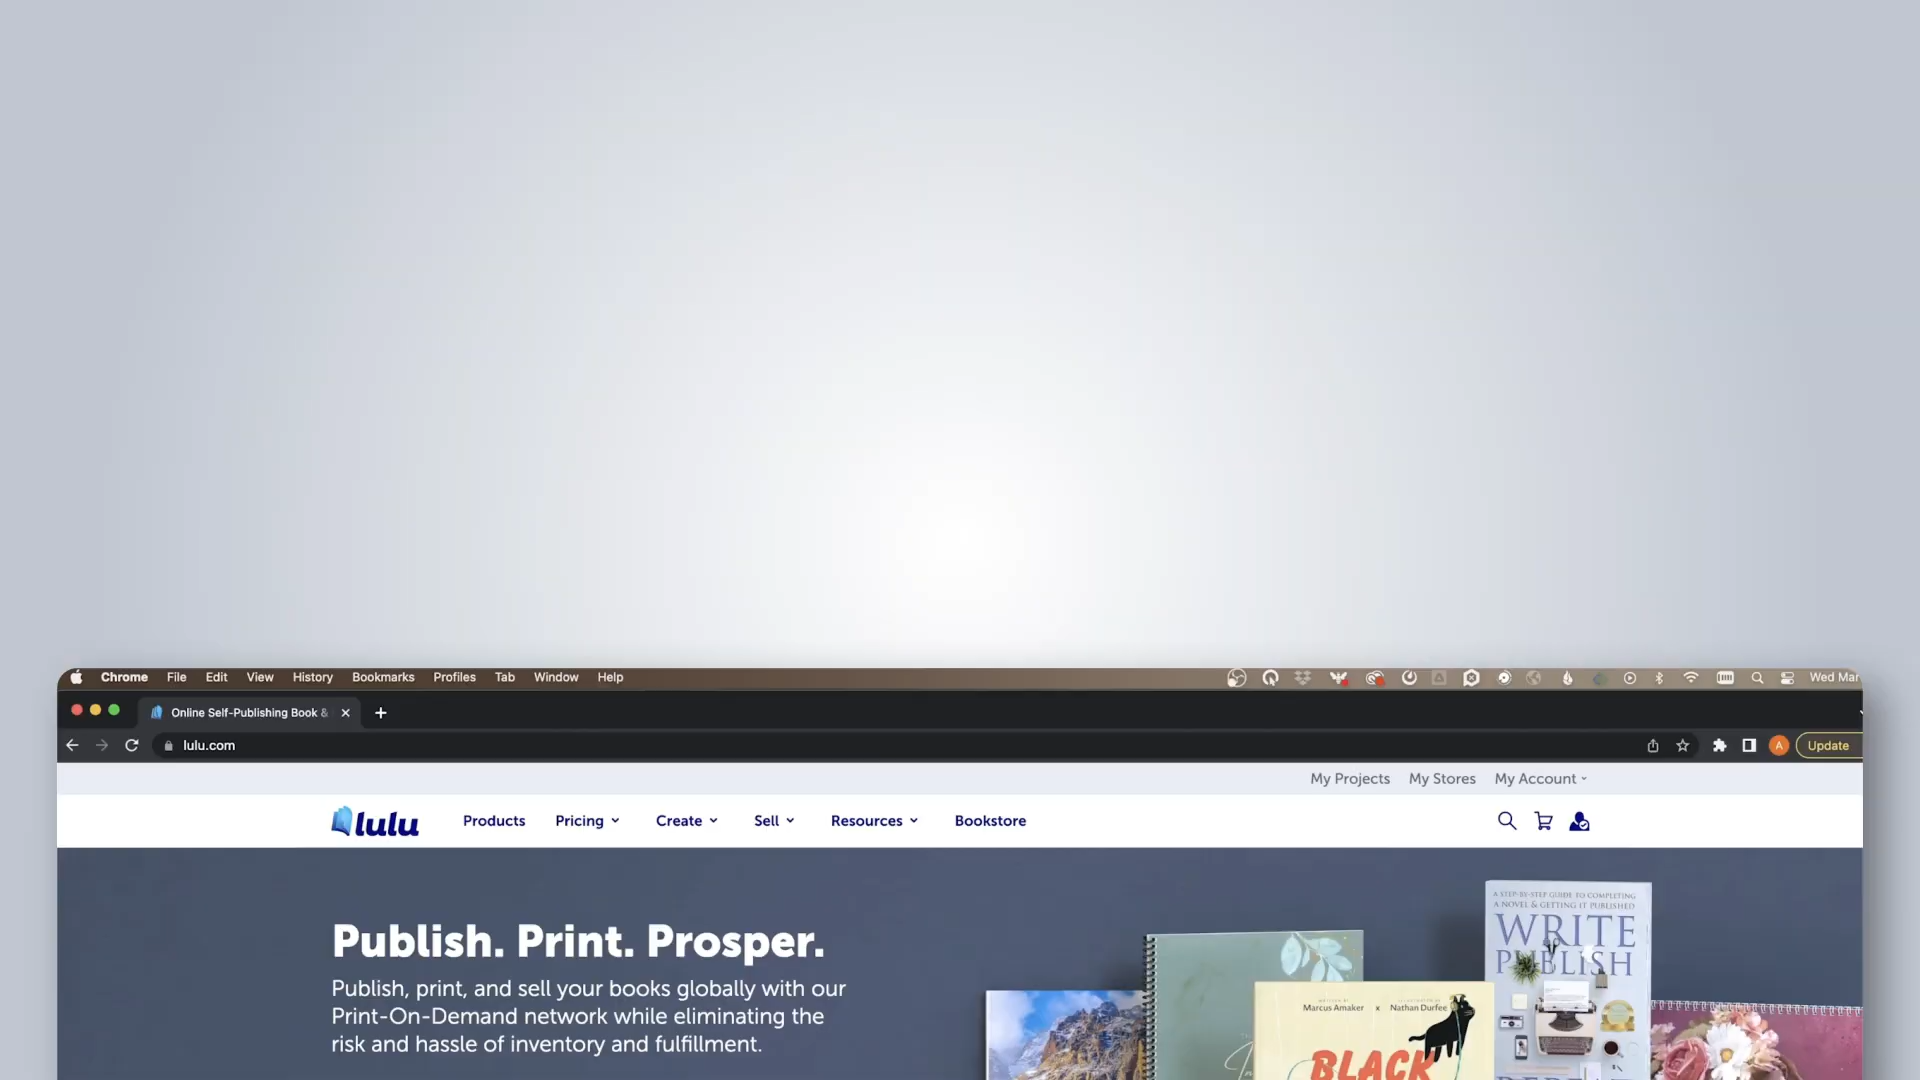 Chrome File Edit View History Bookmarks Profiles Tab Window Help Wed Mar
Online Self-Publishing Book &
lulu.com Update
A
My Projects My Stores My Account
lulu Products Pricing Create Sell Resources Bookstore
Publish. Print. Prosper.
Publish, print, and sell your books globally with our
Print-On-Demand network while eliminating the
risk and hassle of inventory and fulfillment.
A STEP-BY-STEP GUIDE TO COMPLETING
A NOVEL & GETTING IT PUBLISHED
WRITE
PUBLISH
Marcus Amaker x Nathan Durfee
BLACK